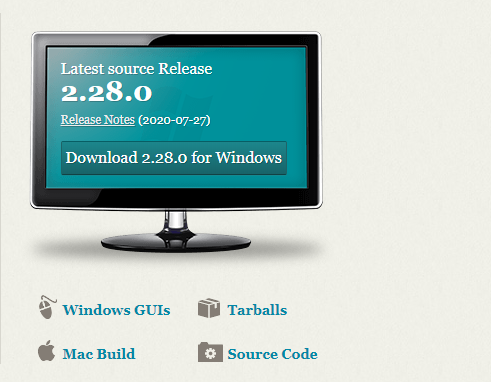 Latest source Release
2.28.0
Release Notes (2020-07-27)
Download 2.28.0 for Windows
Windows GUIs
Tarballs
Mac Build
Source Code